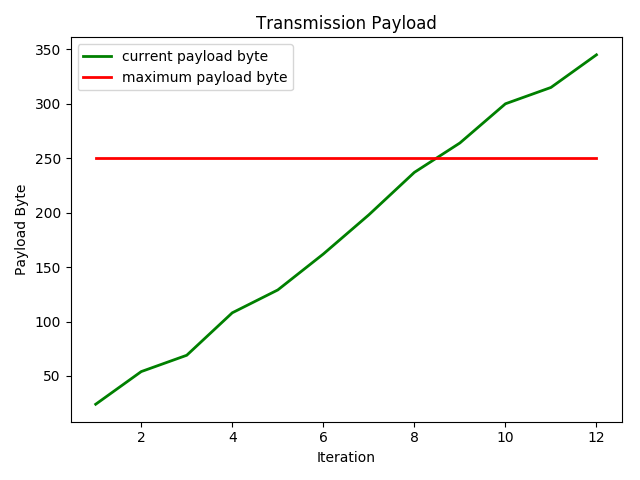 Transmission Payload
current payload byte
maximum payload byte
350
300
250
200
150
100
50
Payload Byte
2 4 6 8 10 12
Iteration